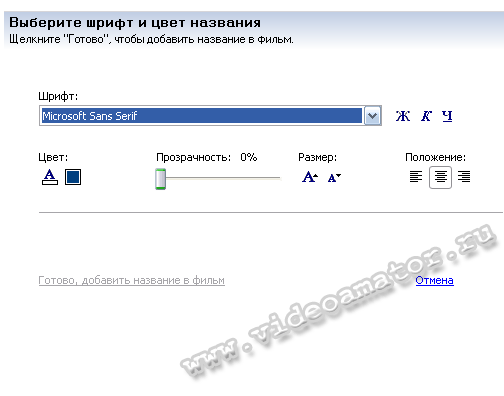 Выберите шрифт и цвет названия
Щелкните "Готово", чтобы добавить название в фильм.
Шрифт:
Microsoft Sans Serif
Ж К Ч
Цвет: Прозрачность: 0% Размер: Положение:
A A A
Готово, добавить название в фильм Отмена
www.videoamator.ru